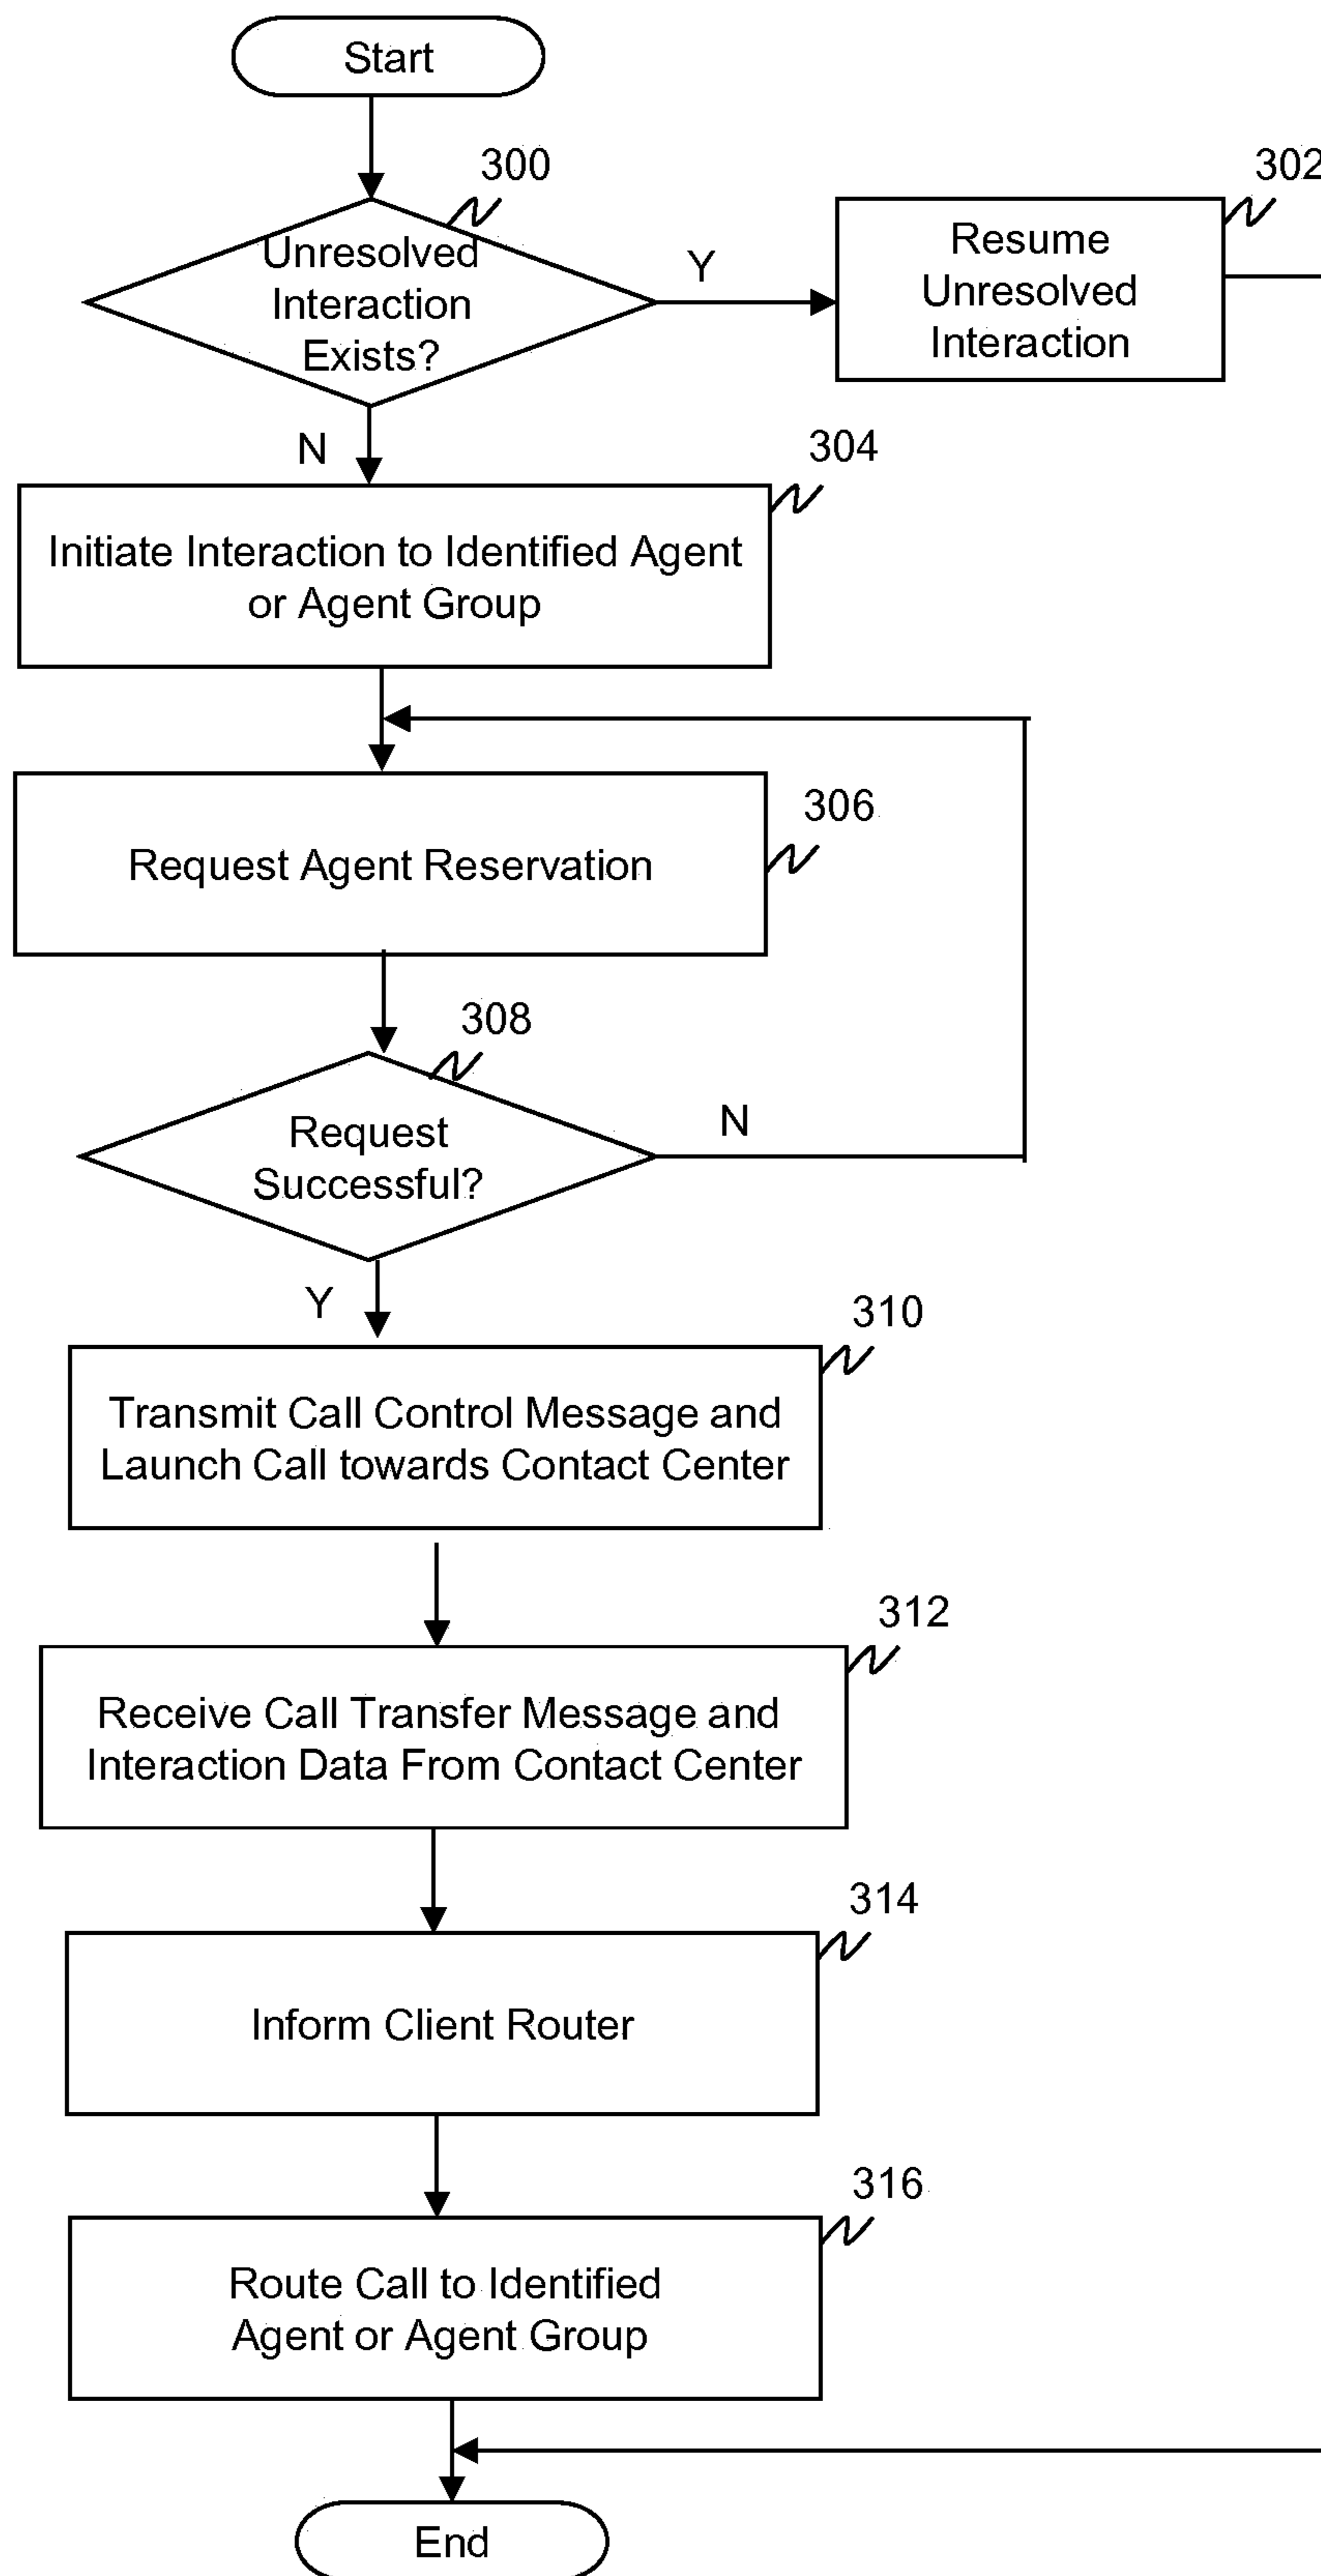 Start
300
Unresolved
Interaction
Exists?
Y
302
Resume
Unresolved
Interaction
N
304
Initiate Interaction to Identified Agent
or Agent Group
306
Request Agent Reservation
308
Request
Successful?
N
Y
310
Transmit Call Control Message and
Launch Call towards Contact Center
312
Receive Call Transfer Message and
Interaction Data From Contact Center
314
Inform Client Router
316
Route Call to Identified
Agent or Agent Group
End